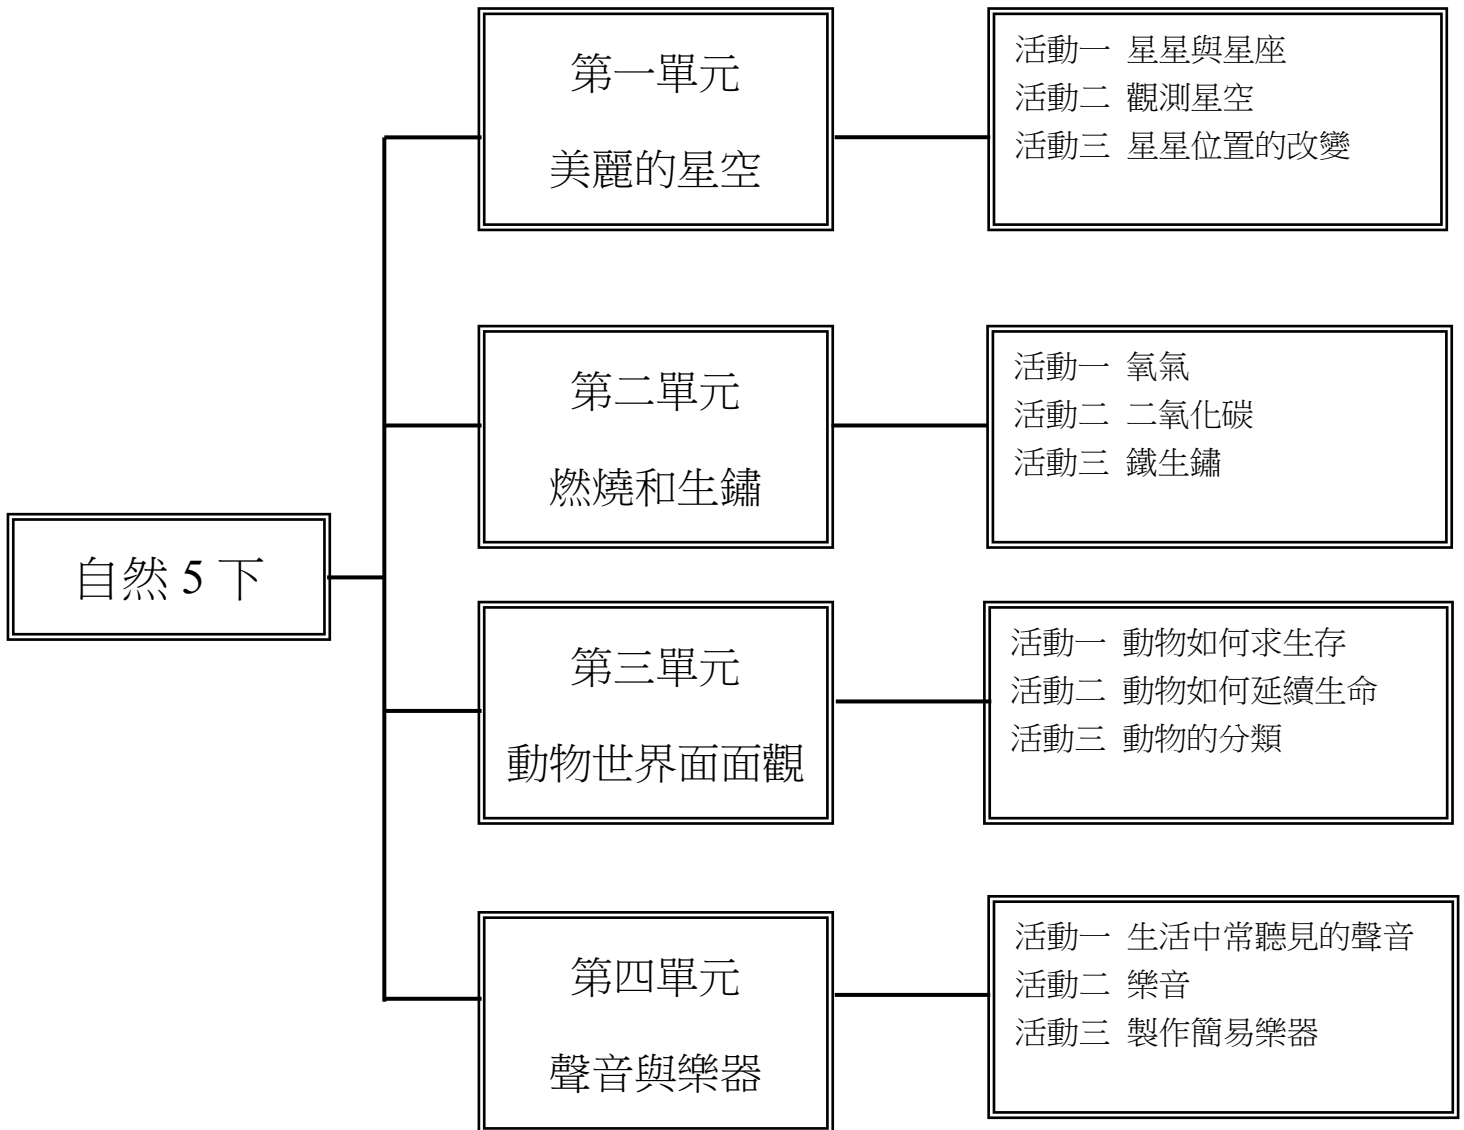 自然 5 下
第一單元
美麗的星空
活動一 星星與星座
活動二 觀測星空
活動三 星星位置的改變
第二單元
燃燒和生鏽
活動一 氧氣
活動二 二氧化碳
活動三 鐵生鏽
第三單元
動物世界面面觀
活動一 動物如何求生存
活動二 動物如何延續生命
活動三 動物的分類
第四單元
聲音與樂器
活動一 生活中常聽見的聲音
活動二 樂音
活動三 製作簡易樂器